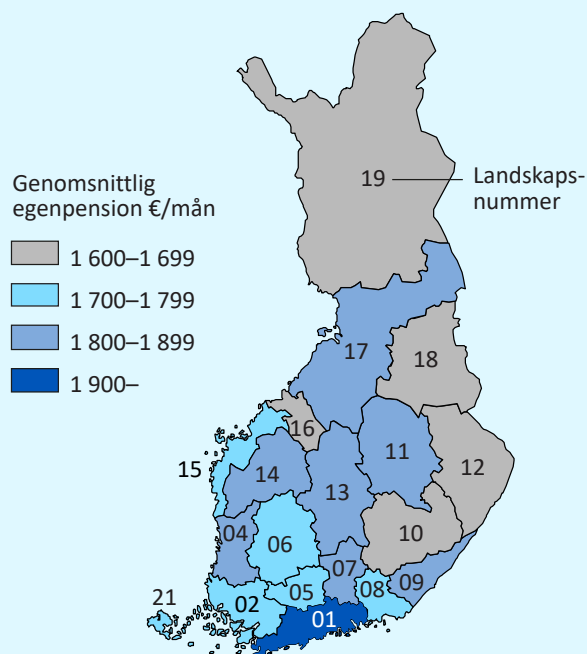 19
Landskaps-
nummer
Genomsnittlig
egenpension €/mån
1 600–1 699
1 700–1 799
1 800–1 899
1 900–
17
18
16
15
14
11
12
13
10
04
06
07
09
05
08
21
02
01